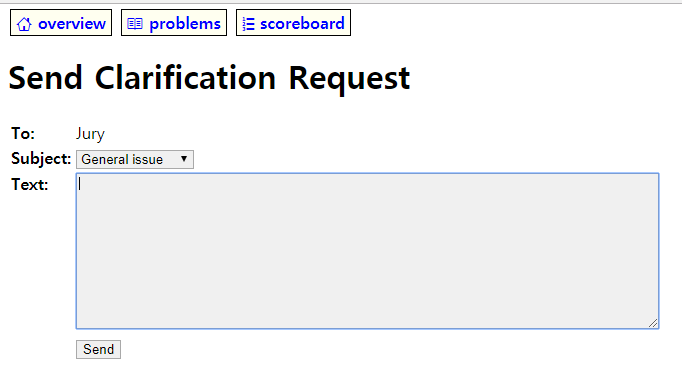 overview problems scoreboard
Send Clarification Request
To: Jury
Subject: General issue
Text:
Send